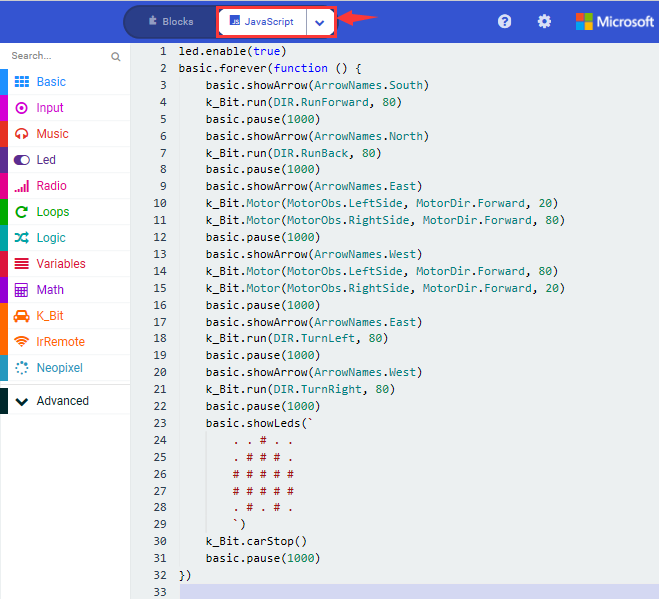 Blocks
JavaScript
Microsoft
Search...
Basic
Input
Music
Led
Radio
Loops
Logic
Variables
Math
K_Bit
IrRemote
Neopixel
Advanced
1 led.enable(true)
2 basic.forever(function () {
3     basic.showArrow(ArrowNames.South)
4     k_Bit.run(DIR.RunForward, 80)
5     basic.pause(1000)
6     basic.showArrow(ArrowNames.North)
7     k_Bit.run(DIR.RunBack, 80)
8     basic.pause(1000)
9     basic.showArrow(ArrowNames.East)
10     k_Bit.Motor(MotorObs.LeftSide, MotorDir.Forward, 20)
11     k_Bit.Motor(MotorObs.RightSide, MotorDir.Forward, 80)
12     basic.pause(1000)
13     basic.showArrow(ArrowNames.West)
14     k_Bit.Motor(MotorObs.LeftSide, MotorDir.Forward, 80)
15     k_Bit.Motor(MotorObs.RightSide, MotorDir.Forward, 20)
16     basic.pause(1000)
17     basic.showArrow(ArrowNames.East)
18     k_Bit.run(DIR.TurnLeft, 80)
19     basic.pause(1000)
20     basic.showArrow(ArrowNames.West)
21     k_Bit.run(DIR.TurnRight, 80)
22     basic.pause(1000)
23     basic.showLeds(`
24         . . # . .
25         . # # # .
26         # # # # #
27         # # # # #
28         . # . # .
29         `)
30     k_Bit.carStop()
31     basic.pause(1000)
32 })
33